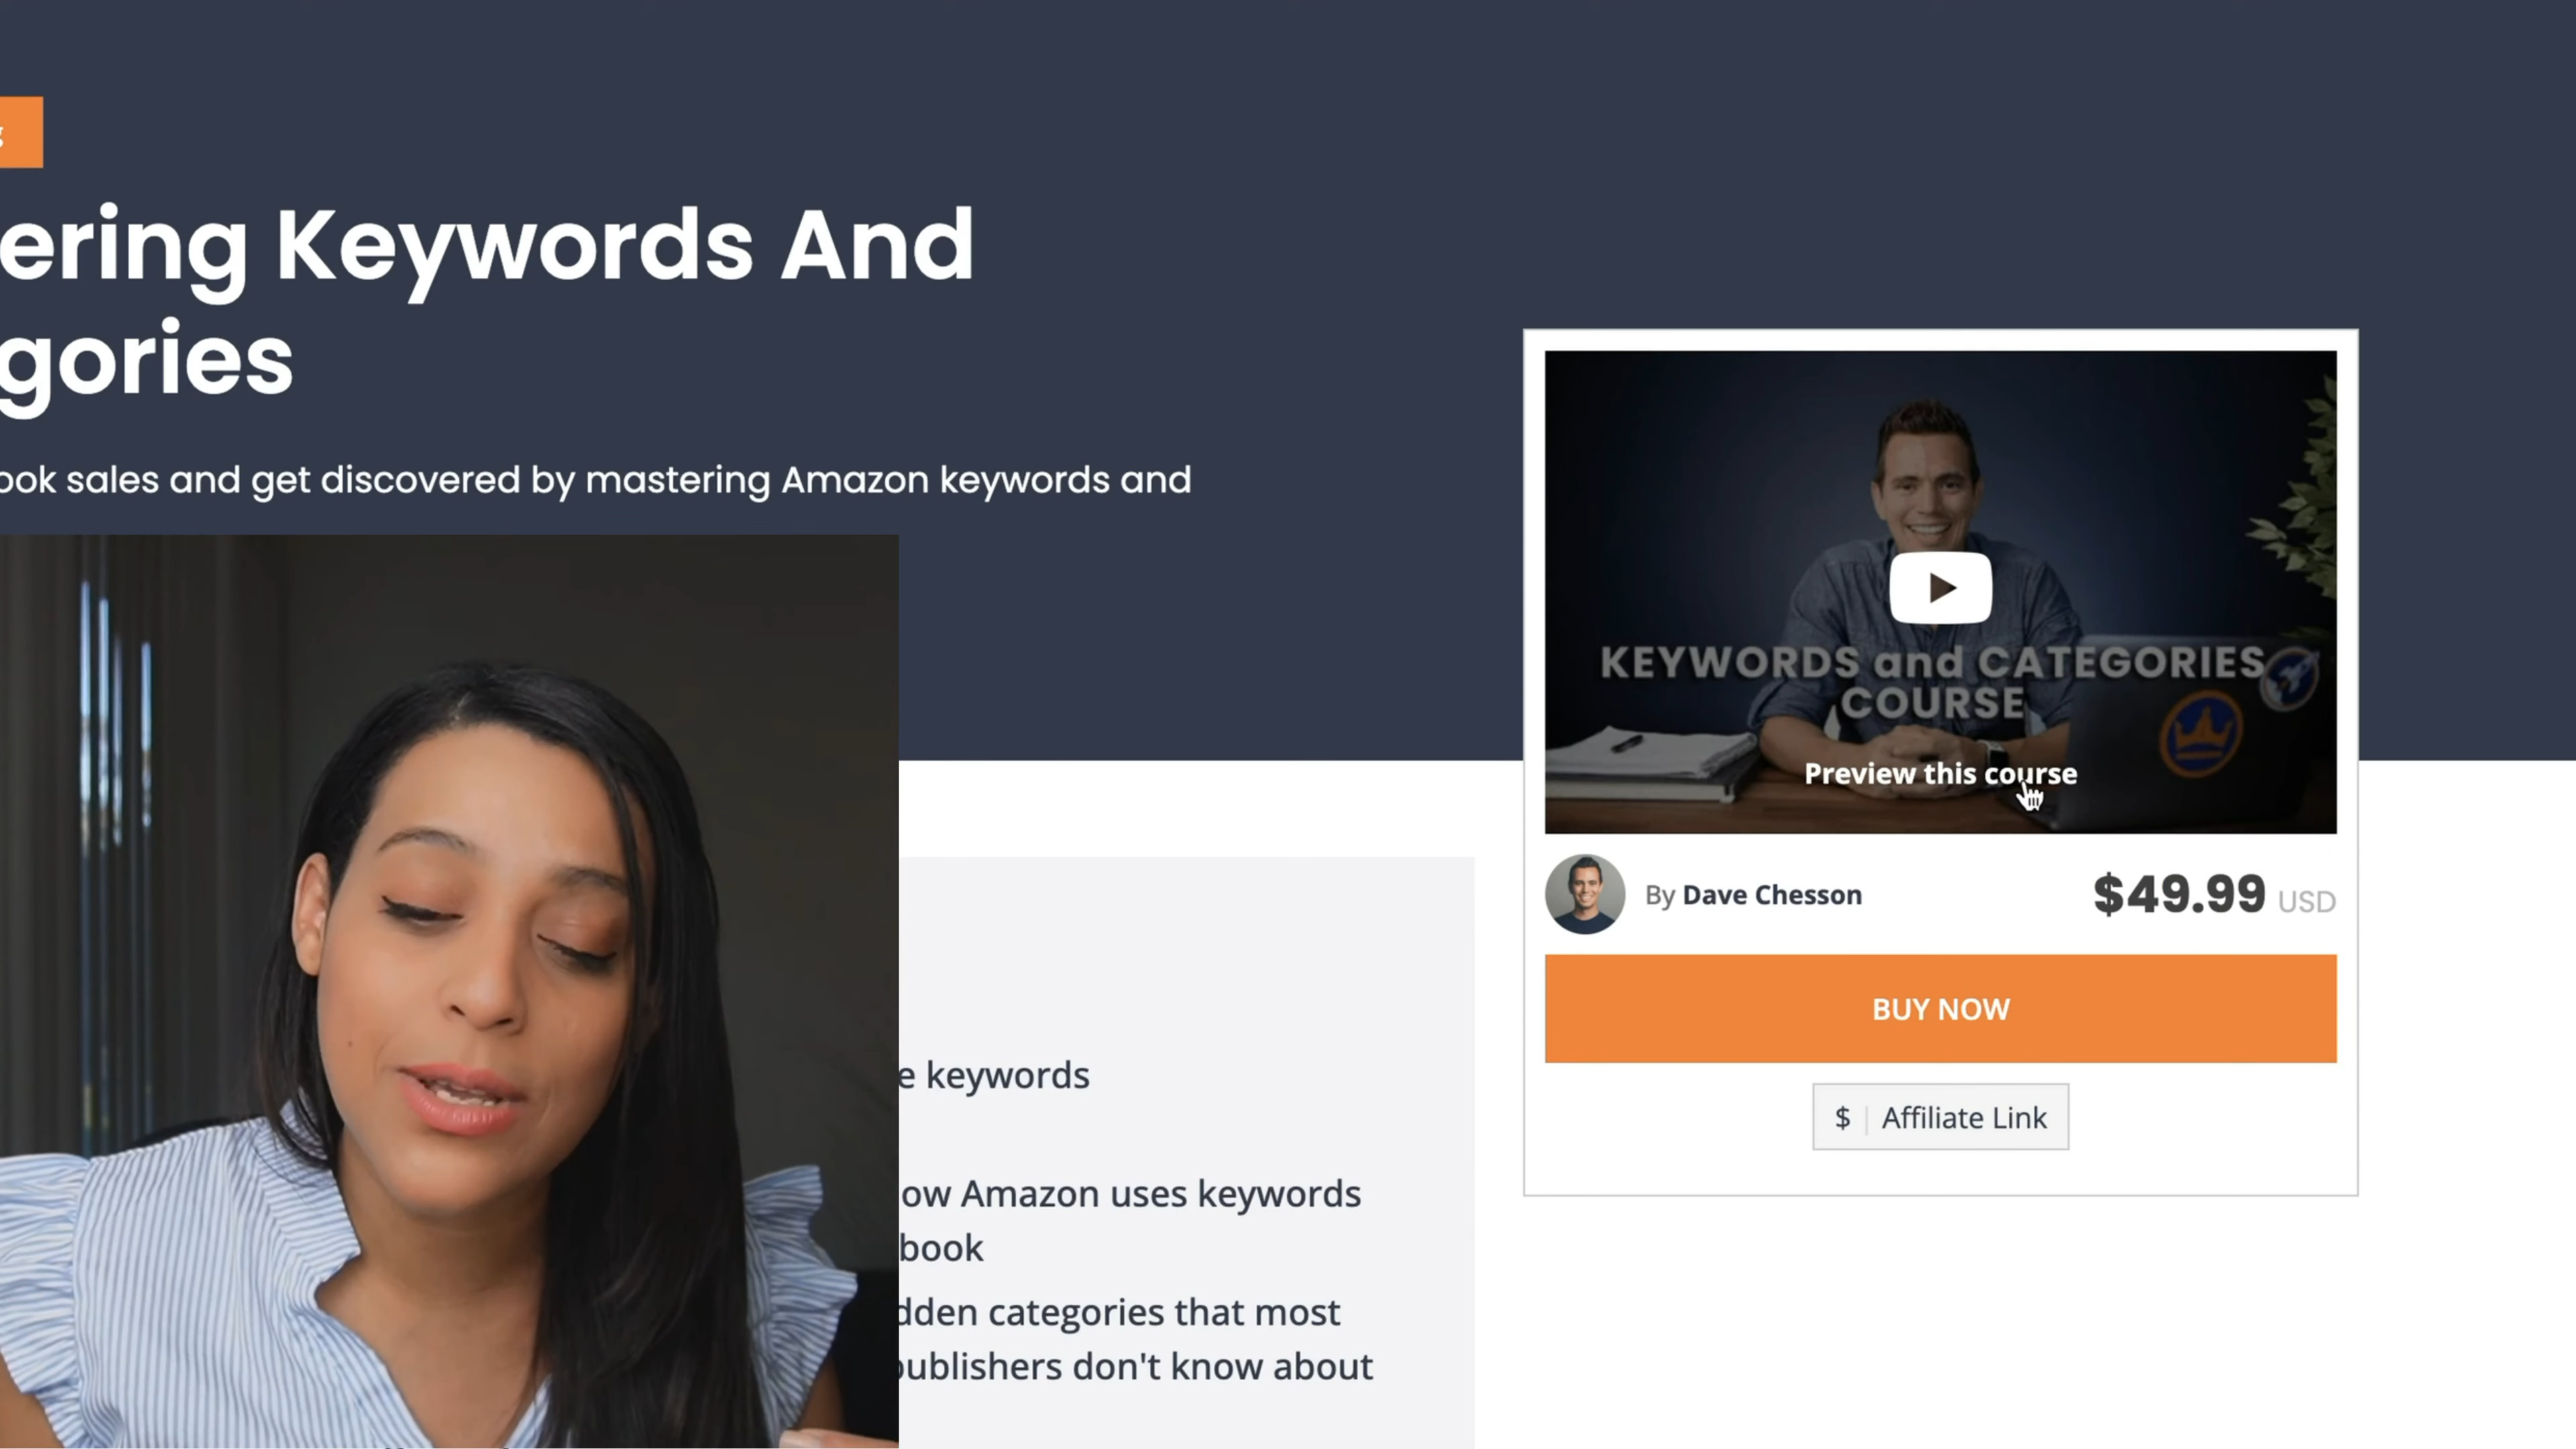 ering Keywords And
gories
ook sales and get discovered by mastering Amazon keywords and
KEYWORDS and CATEGORIES
COURSE
Preview this course
By Dave Chesson
$49.99 USD
BUY NOW
$ | Affiliate Link
e keywords
ow Amazon uses keywords
book
dden categories that most
publishers don't know about